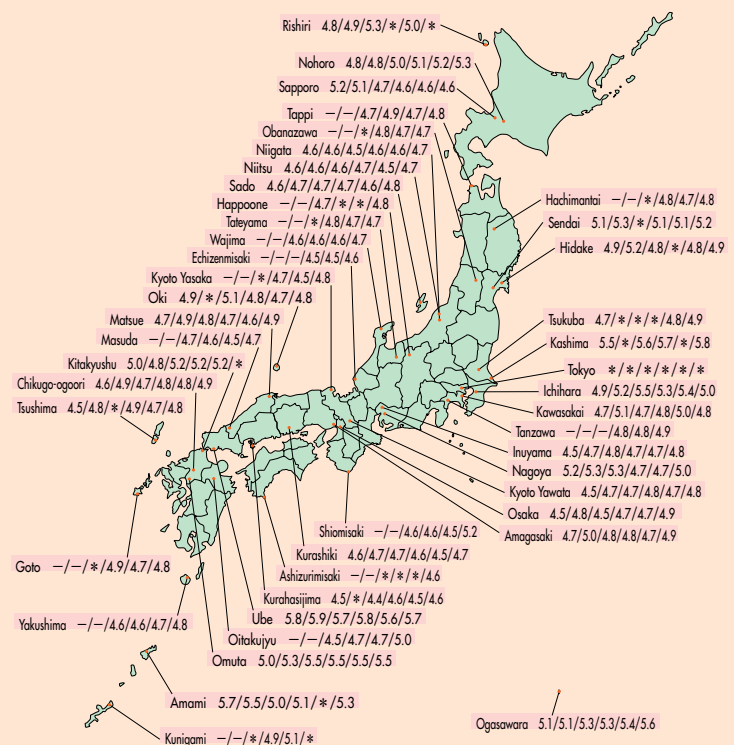 Rishiri 4.8/4.9/5.3/*/5.0/*
Nohoro 4.8/4.8/5.0/5.1/5.2/5.3
Sapporo 5.2/5.1/4.7/4.6/4.6/4.6
Tappi —/—/4.7/4.9/4.7/4.8
Obanazawa —/—/*/4.8/4.7/4.7
Niigata 4.6/4.6/4.5/4.6/4.6/4.7
Niitsu 4.6/4.6/4.6/4.7/4.5/4.7
Sado 4.6/4.7/4.7/4.7/4.6/4.8
Happoone —/—/4.7/*/*/4.8
Tateyama —/—/*/4.8/4.7/4.7
Wajima —/—/4.6/4.6/4.6/4.7
Echizenmisaki —/—/—/4.5/4.5/4.6
Kyoto Yasaka —/—/*/4.7/4.5/4.8
Oki 4.9/*/5.1/4.8/4.7/4.8
Matsue 4.7/4.9/4.8/4.7/4.6/4.9
Masuda —/—/4.7/4.6/4.5/4.7
Kitakyushu 5.0/4.8/5.2/5.2/5.2/*
Chikugo-ogoori 4.6/4.9/4.7/4.8/4.8/4.9
Tsushima 4.5/4.8/*/4.9/4.7/4.8
Hachimantai —/—/*/4.8/4.7/4.8
Sendai 5.1/5.3/*/5.1/5.1/5.2
Hidake 4.9/5.2/4.8/*/4.8/4.9
Tsukuba 4.7/*/*/*/4.8/4.9
Kashima 5.5/*/5.6/5.7/*/5.8
Tokyo */*/*/*/*/*
Ichihara 4.9/5.2/5.5/5.3/5.4/5.0
Kawasakai 4.7/5.1/4.7/4.8/5.0/4.8
Tanzawa —/—/—/4.8/4.8/4.9
Inuyama 4.5/4.7/4.8/4.7/4.7/4.8
Nagoya 5.2/5.3/5.3/4.7/4.7/5.0
Kyoto Yawata 4.5/4.7/4.7/4.8/4.7/4.8
Osaka 4.5/4.8/4.5/4.7/4.7/4.9
Amagasaki 4.7/5.0/4.8/4.8/4.7/4.9
Shiomisaki —/—/4.6/4.6/4.5/5.2
Kurashiki 4.6/4.7/4.7/4.6/4.5/4.7
Ashizurimisaki —/—/*/*/*/4.6
Kurahasijima 4.5/*/4.4/4.6/4.5/4.6
Ube 5.8/5.9/5.7/5.8/5.6/5.7
Oitakujyu —/—/4.5/4.7/4.7/5.0
Omuta 5.0/5.3/5.5/5.5/5.5/5.5
Goto —/—/*/4.9/4.7/4.8
Yakushima —/—/4.6/4.6/4.7/4.8
Amami 5.7/5.5/5.0/5.1/*/5.3
Kunigami —/—/*/4.9/5.1/*
Ogasawara 5.1/5.1/5.3/5.3/5.4/5.6